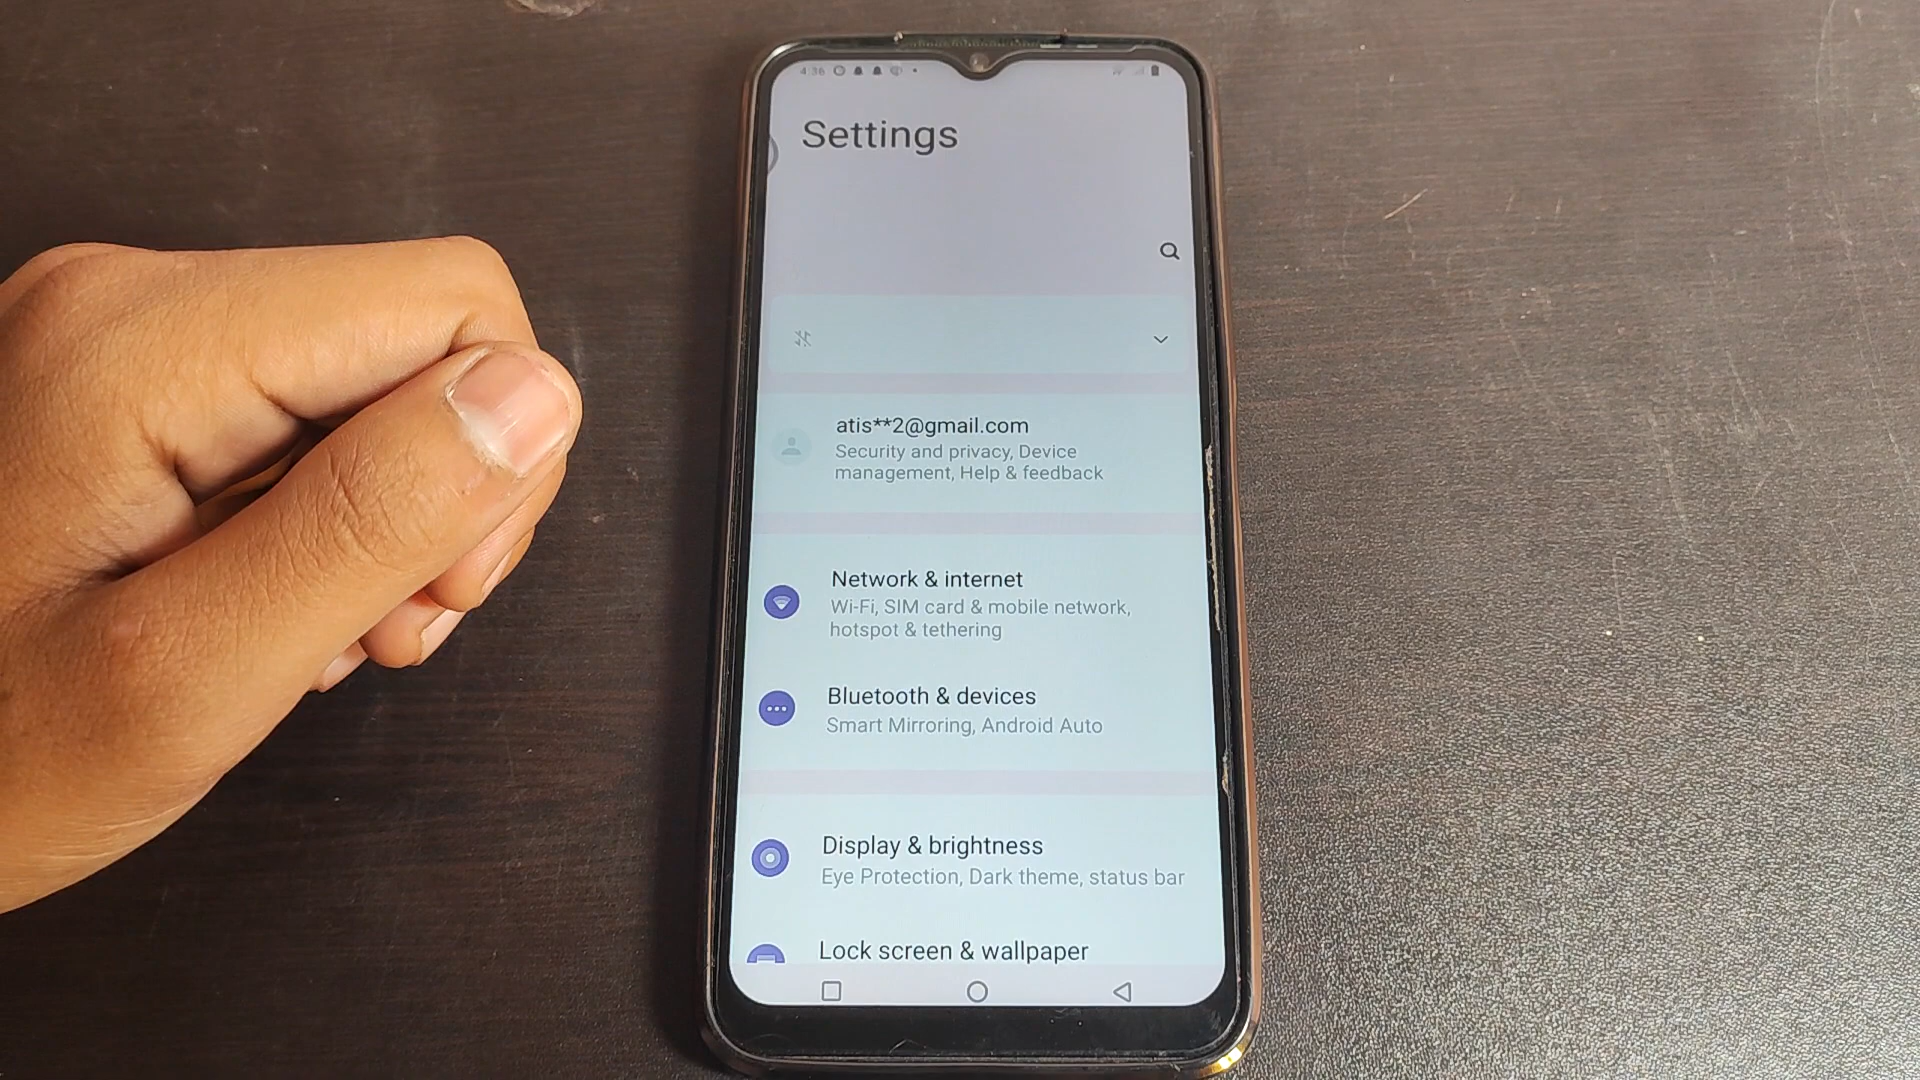 4:36
Settings
atis**2@gmail.com
Security and privacy, Device
management, Help & feedback
Network & internet
Wi-Fi, SIM card & mobile network,
hotspot & tethering
Bluetooth & devices
Smart Mirroring, Android Auto
Display & brightness
Eye Protection, Dark theme, status bar
Lock screen & wallpaper